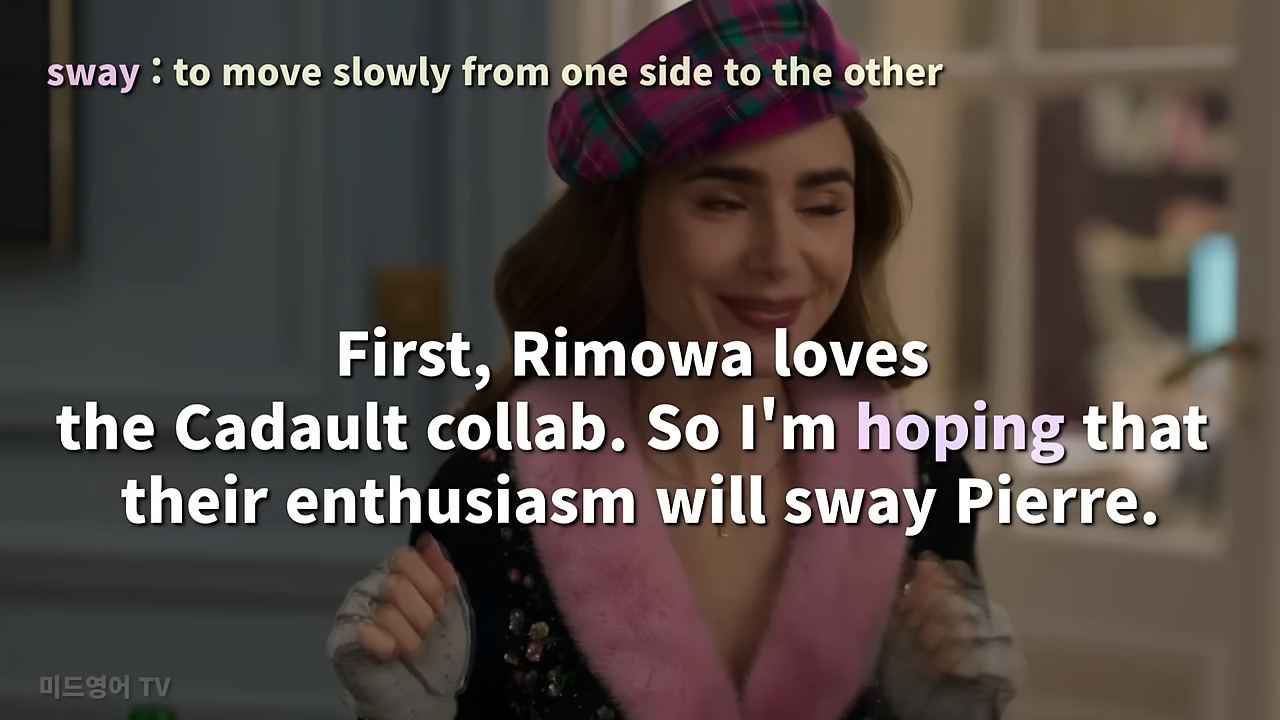 sway : to move slowly from one side to the other
First, Rimowa loves
the Cadault collab. So I'm hoping that
their enthusiasm will sway Pierre.
미드영어 TV